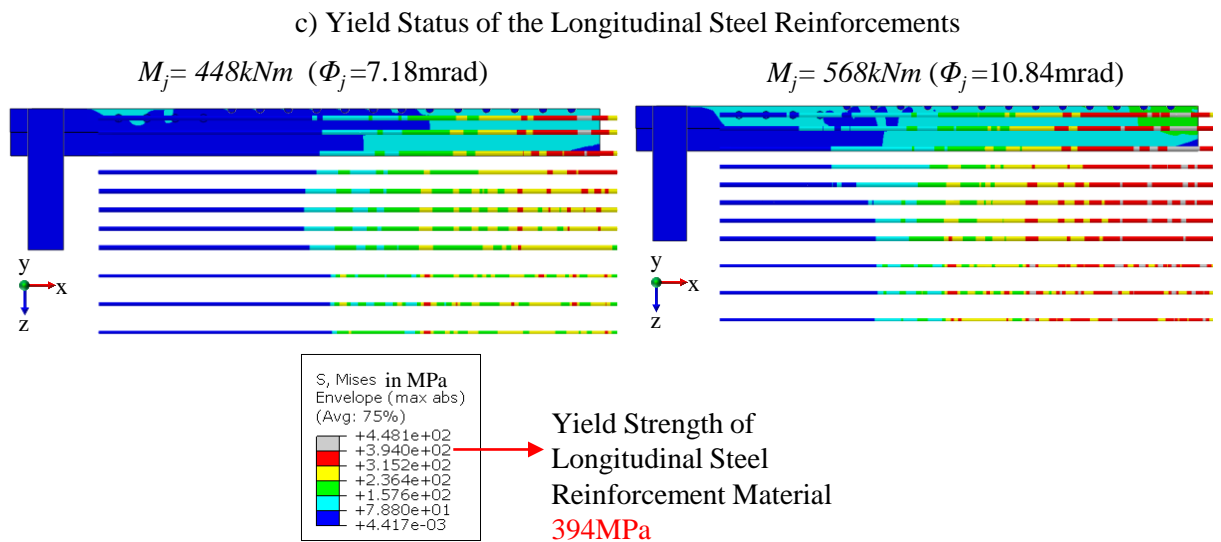 c) Yield Status of the Longitudinal Steel Reinforcements
Mj= 448kNm (Φj=7.18mrad)
Mj= 568kNm (Φj=10.84mrad)
y
x
z
y
x
z
S, Mises in MPa
Envelope (max abs)
(Avg: 75%)
+4.481e+02
+3.940e+02
+3.152e+02
+2.364e+02
+1.576e+02
+7.880e+01
+4.417e-03
Yield Strength of
Longitudinal Steel
Reinforcement Material
394MPa